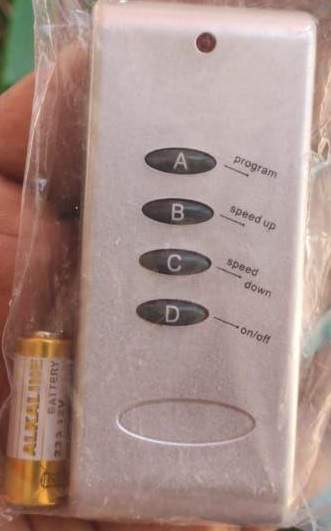 A program
B speed up
C speed
down
D on/off
ALKALINE
BATTERY